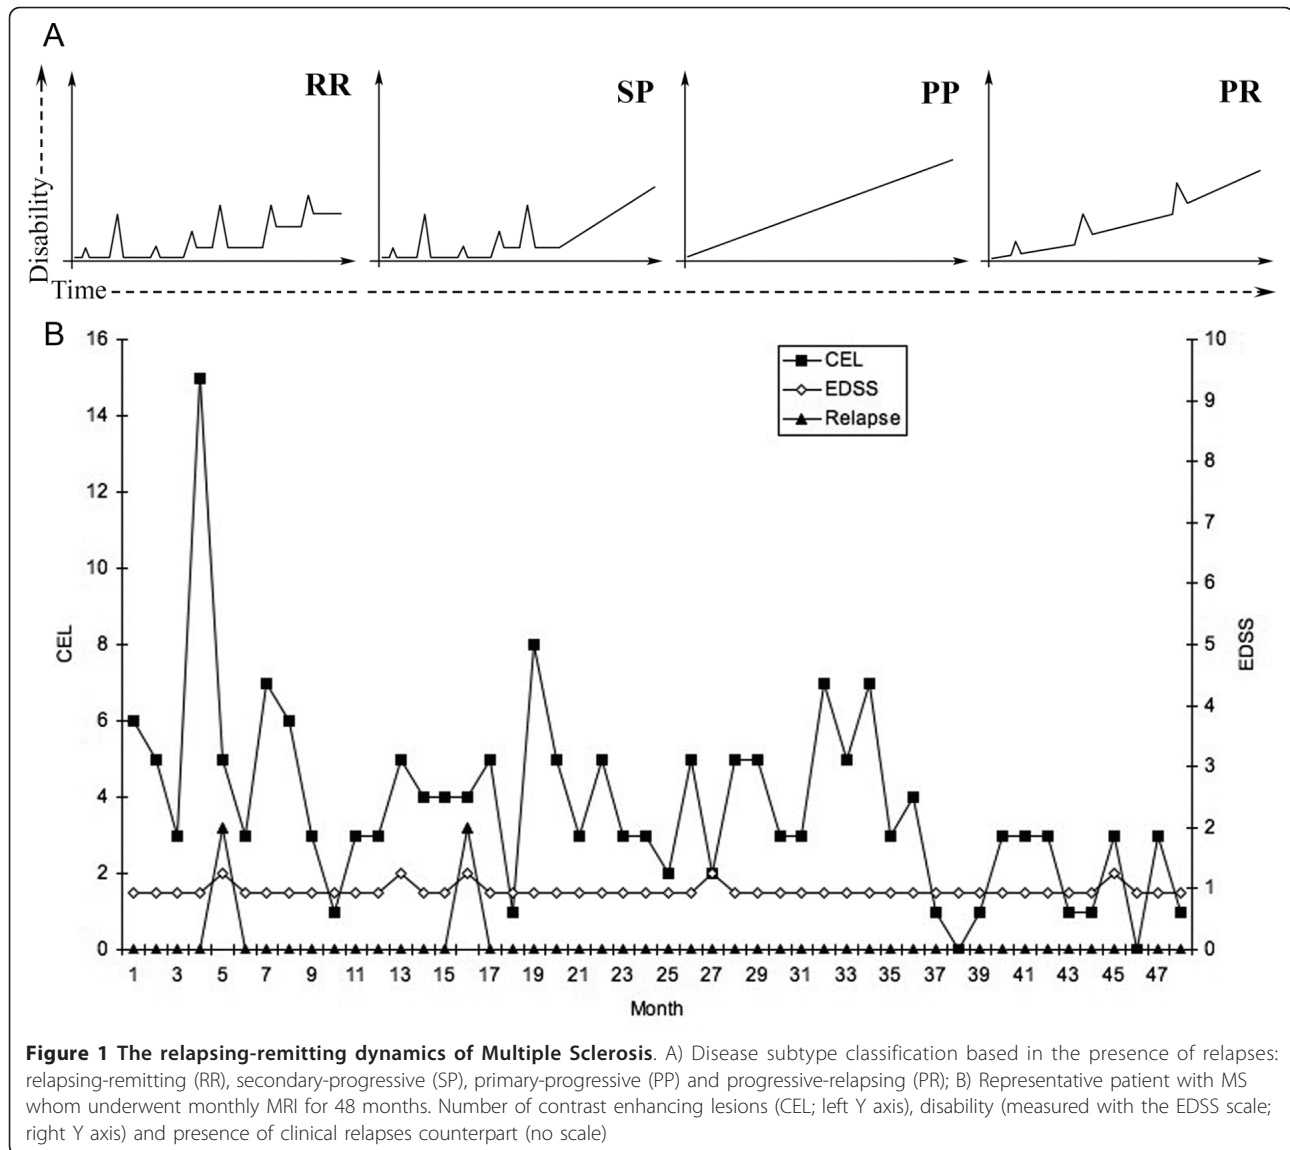 A
RR
SP
PP
PR
Disability
Time
B
16
14
12
10
8
6
4
2
0
CEL
CEL
EDSS
Relapse
10
9
8
7
6
5
4
3
2
1
0
EDSS
1 3 5 7 9 11 13 15 17 19 21 23 25 27 29 31 33 35 37 39 41 43 45 47
Month
Figure 1 The relapsing-remitting dynamics of Multiple Sclerosis. A) Disease subtype classification based in the presence of relapses:
relapsing-remitting (RR), secondary-progressive (SP), primary-progressive (PP) and progressive-relapsing (PR); B) Representative patient with MS
whom underwent monthly MRI for 48 months. Number of contrast enhancing lesions (CEL; left Y axis), disability (measured with the EDSS scale;
right Y axis) and presence of clinical relapses counterpart (no scale)